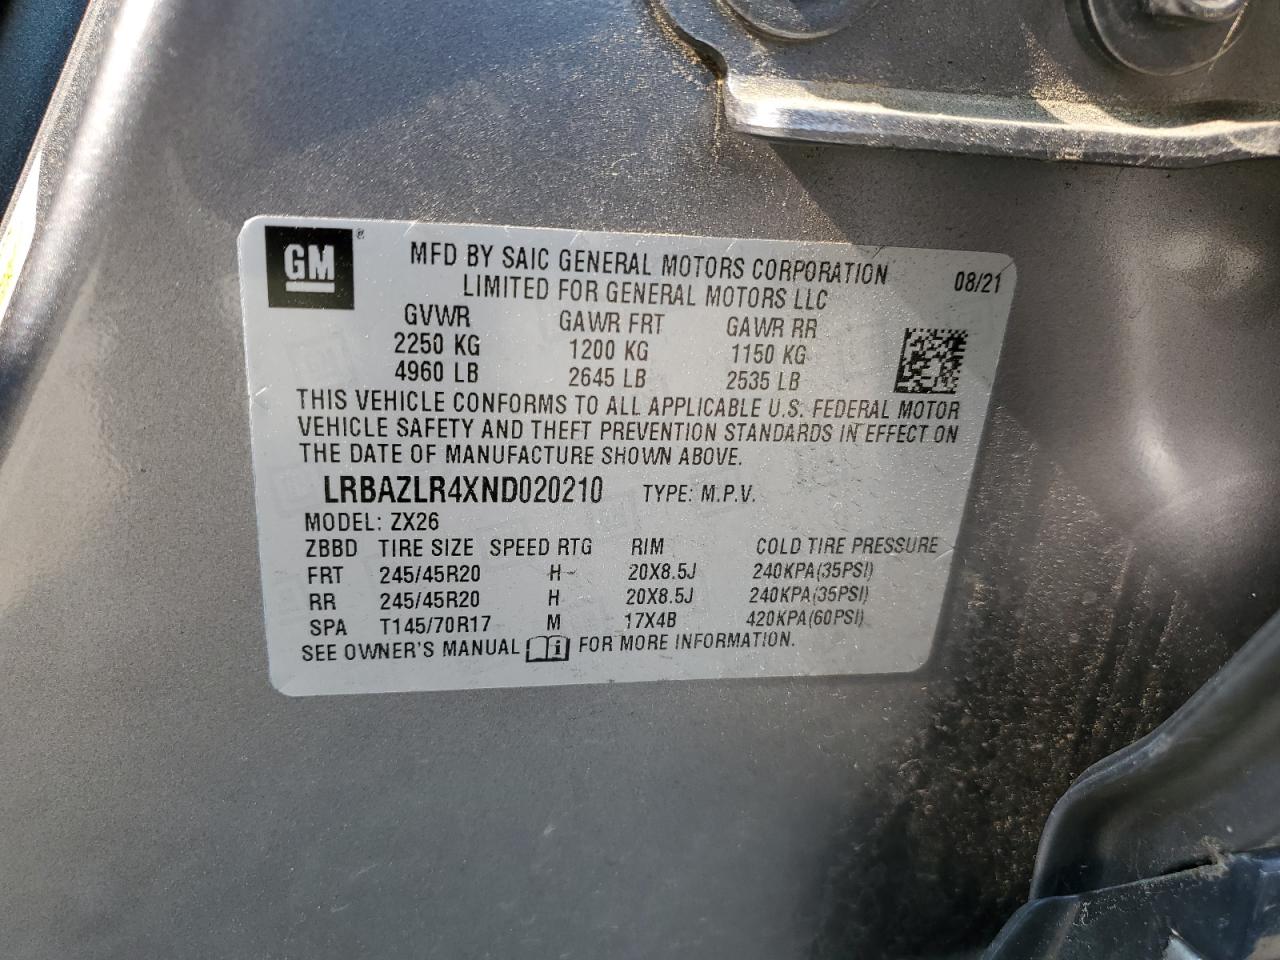 GM ®
MFD BY SAIC GENERAL MOTORS CORPORATION
LIMITED FOR GENERAL MOTORS LLC
08/21
GVWR GAWR FRT GAWR RR
2250 KG 1200 KG 1150 KG
4960 LB 2645 LB 2535 LB
THIS VEHICLE CONFORMS TO ALL APPLICABLE U.S. FEDERAL MOTOR
VEHICLE SAFETY AND THEFT PREVENTION STANDARDS IN EFFECT ON
THE DATE OF MANUFACTURE SHOWN ABOVE.
LRBAZLR4XND020210 TYPE: M.P.V.
MODEL: ZX26
ZBBD TIRE SIZE SPEED RTG RIM COLD TIRE PRESSURE
FRT 245/45R20 H 20X8.5J 240KPA(35PSI)
RR 245/45R20 H 20X8.5J 240KPA(35PSI)
SPA T145/70R17 M 17X4B 420KPA(60PSI)
SEE OWNER'S MANUAL i FOR MORE INFORMATION.